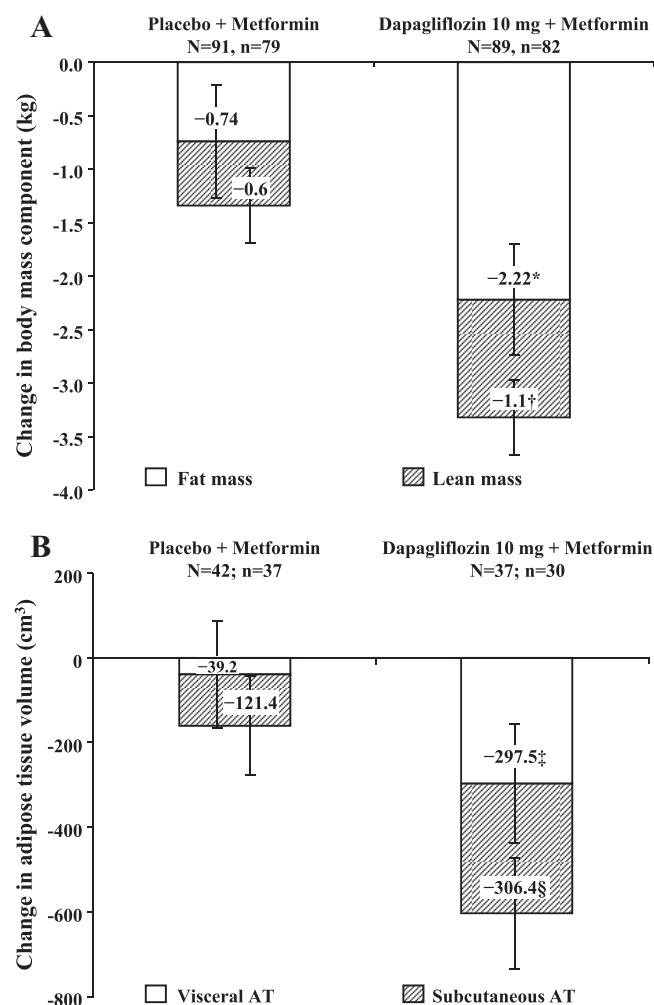 A
Placebo + Metformin
N=91, n=79
Dapagliflozin 10 mg + Metformin
N=89, n=82
Change in body mass component (kg)
0.0
-0.5
-1.0
-1.5
-2.0
-2.5
-3.0
-3.5
-4.0
−0.74
−0.6
−2.22*
−1.1†
Fat mass
Lean mass
B
Placebo + Metformin
N=42; n=37
Dapagliflozin 10 mg + Metformin
N=37; n=30
Change in adipose tissue volume (cm³)
200
0
-200
-400
-600
-800
−39.2
−121.4
−297.5‡
−306.4§
Visceral AT
Subcutaneous AT